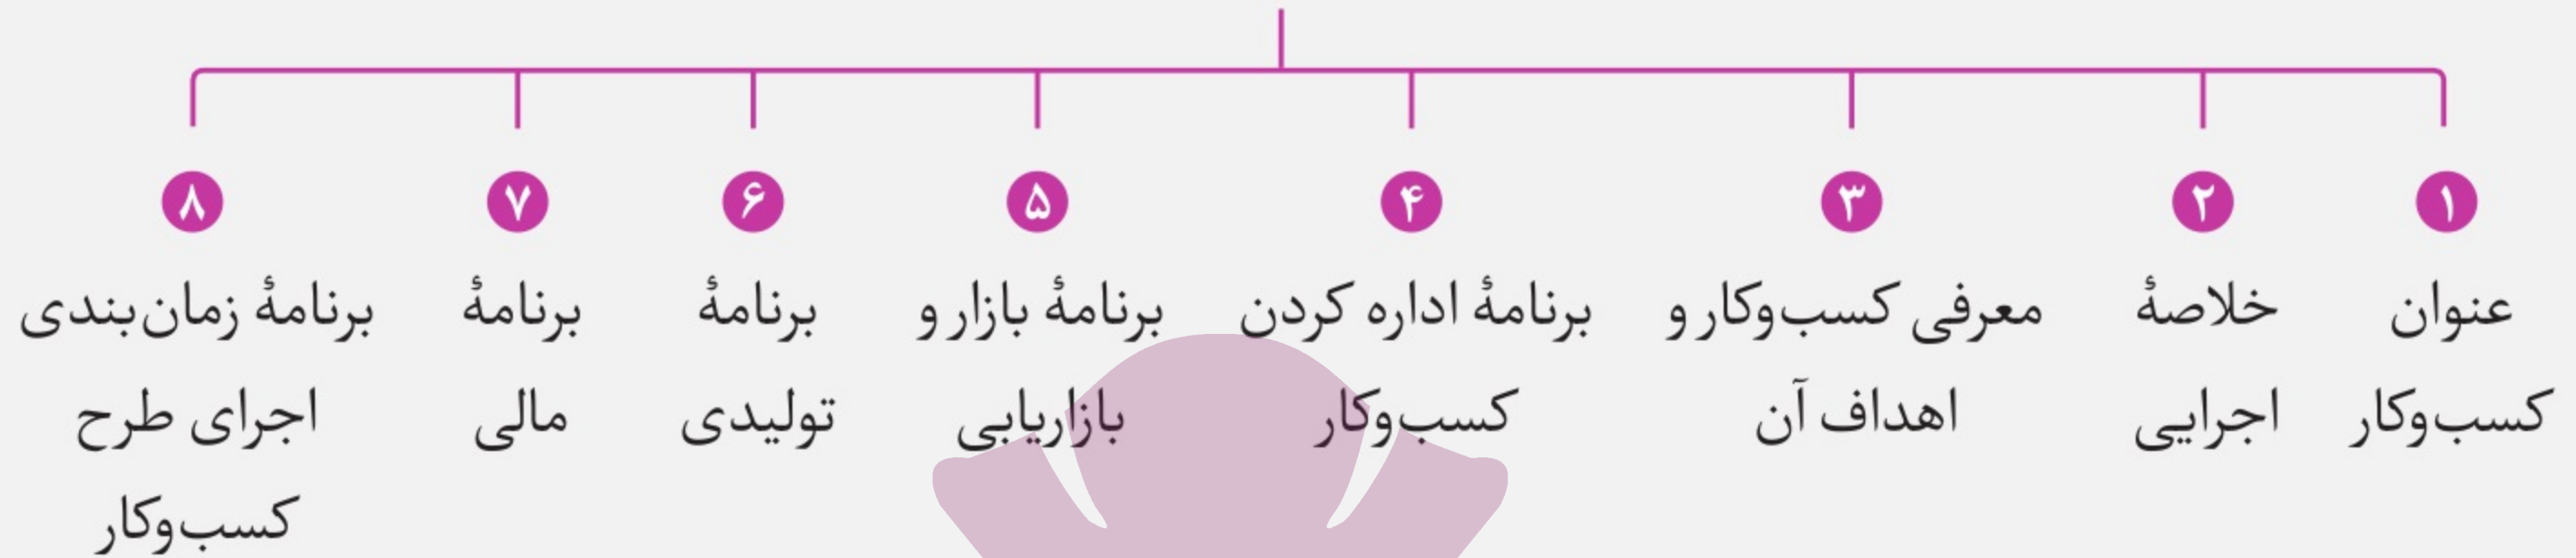 ۱
عنوان
کسب‌وکار
۲
خلاصهٔ
اجرایی
۳
معرفی کسب‌وکار و
اهداف آن
۴
برنامهٔ اداره کردن
کسب‌وکار
۵
برنامهٔ بازار و
بازاریابی
۶
برنامهٔ
تولیدی
۷
برنامهٔ
مالی
۸
برنامهٔ زمان‌بندی
اجرای طرح
کسب‌وکار